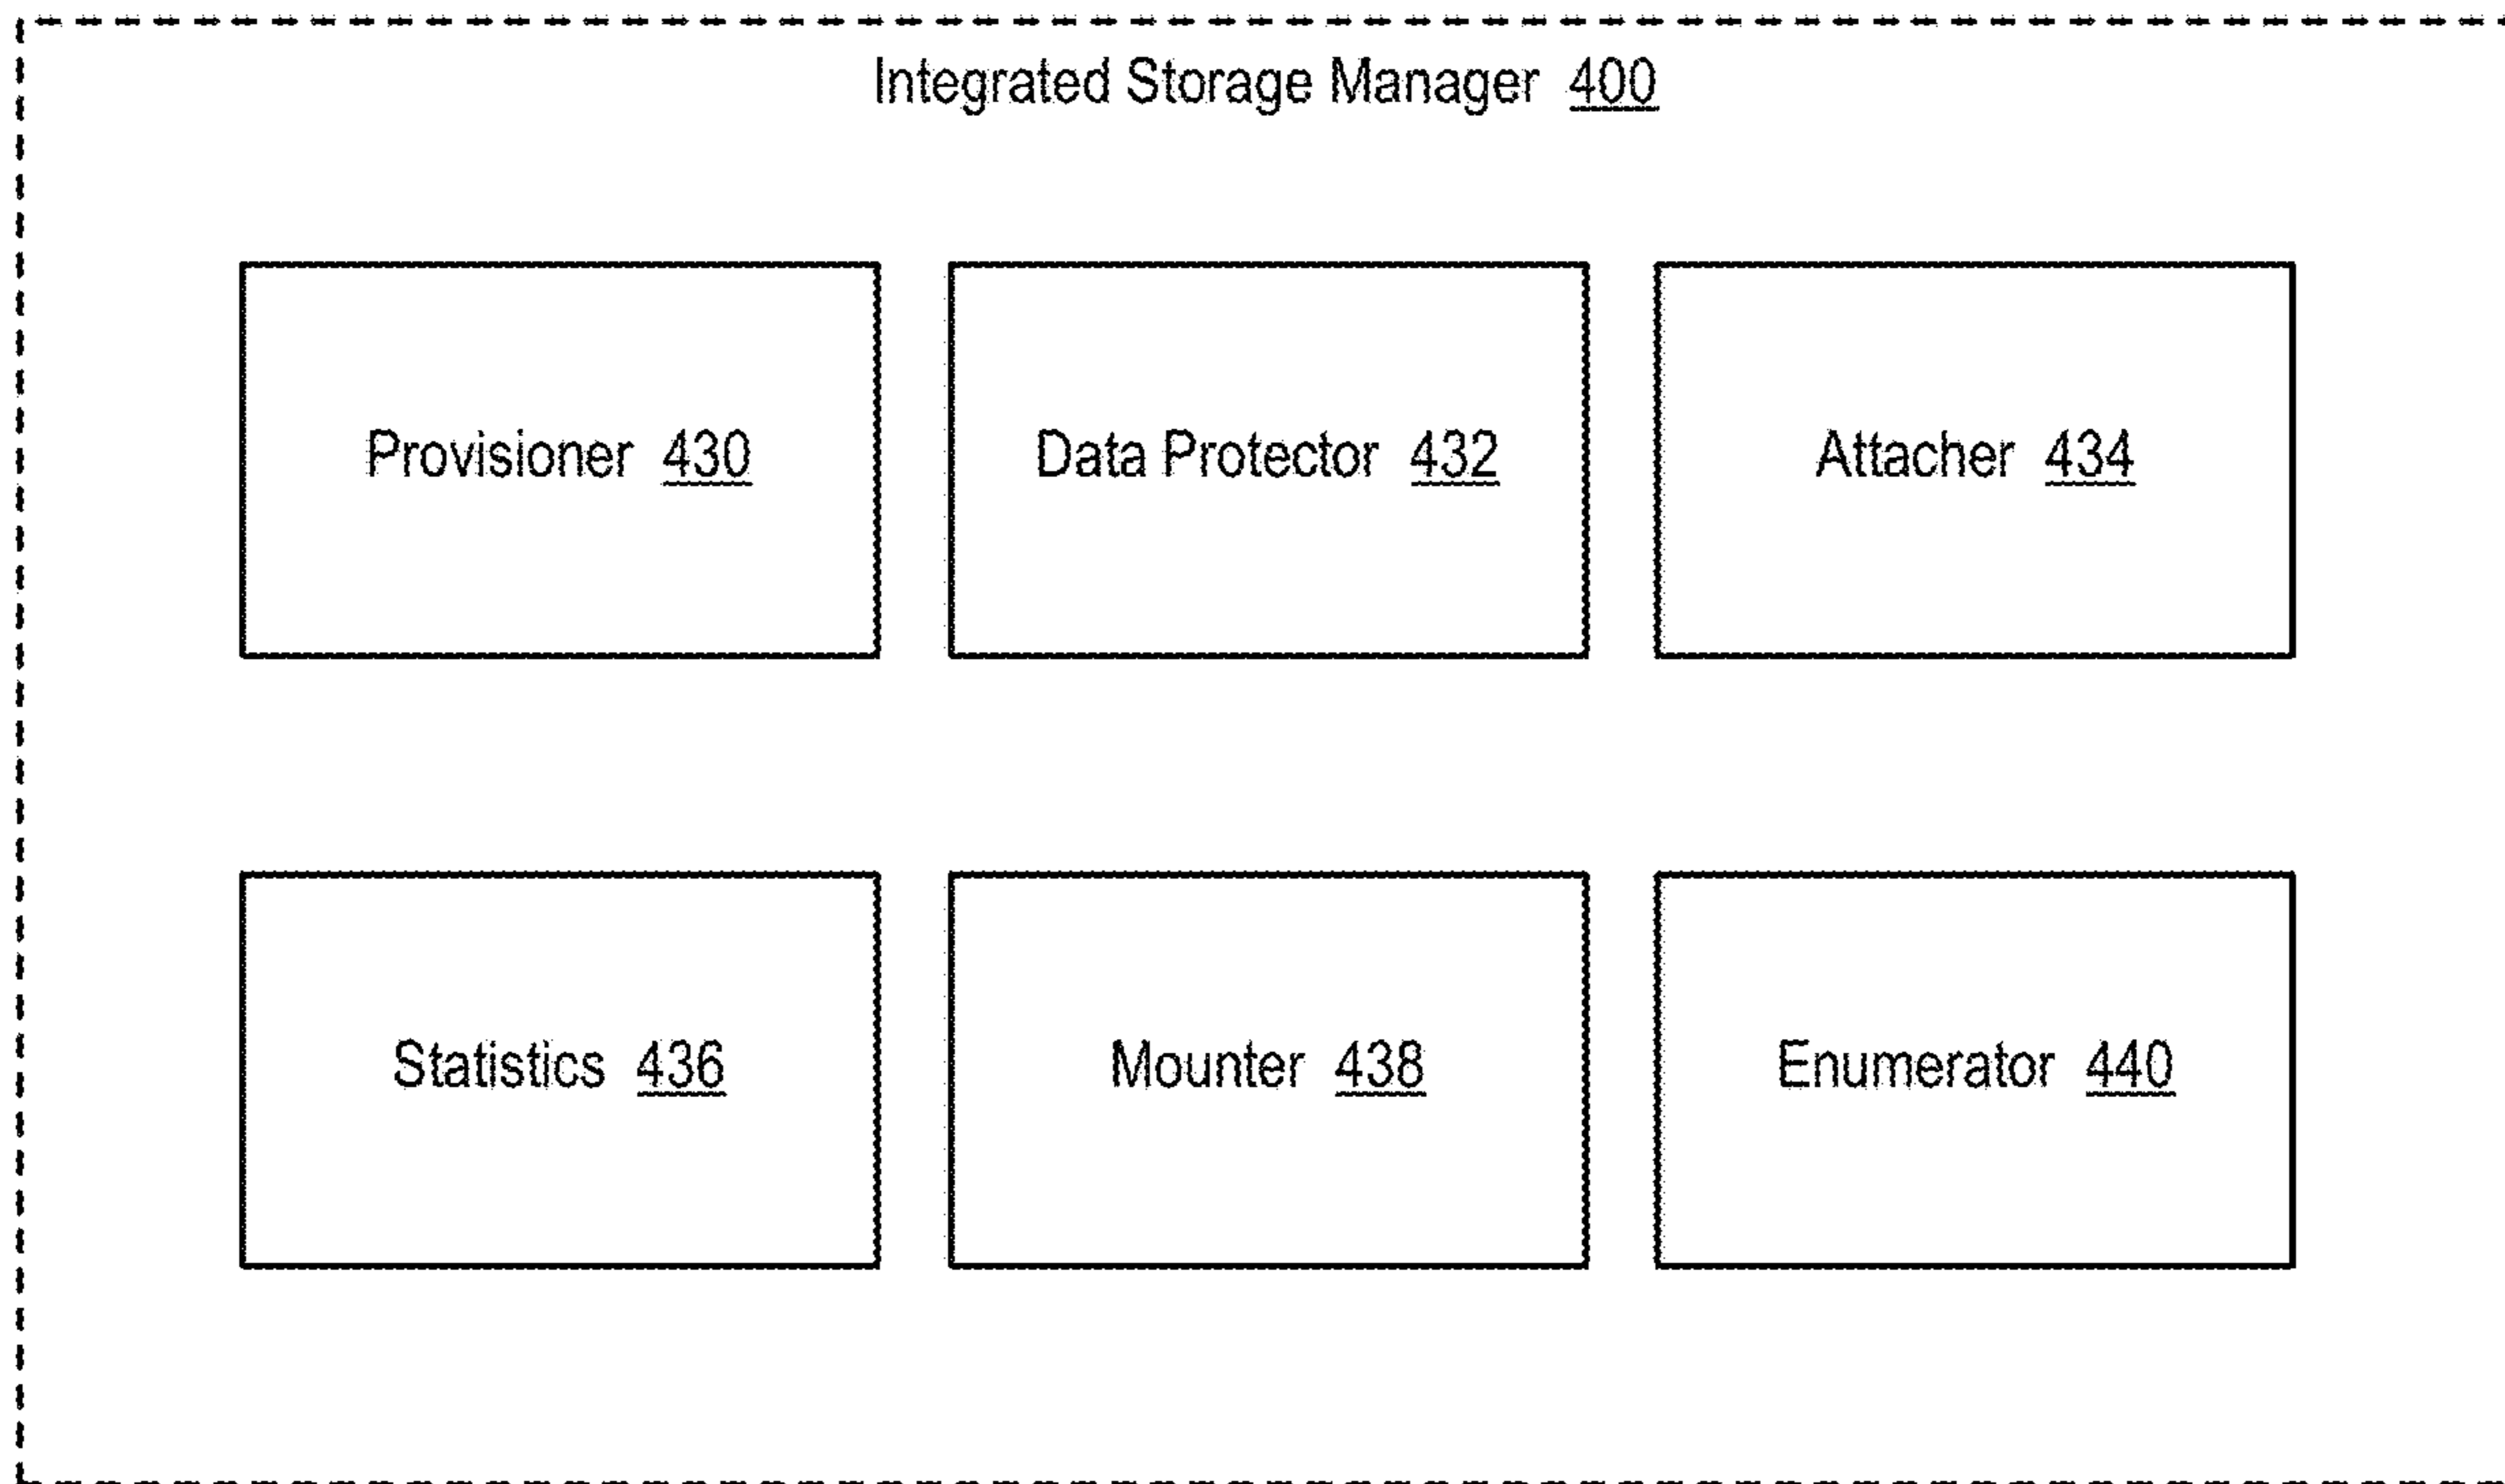 Integrated Storage Manager 400
Provisioner 430
Data Protector 432
Attacher 434
Statistics 436
Mounter 438
Enumerator 440